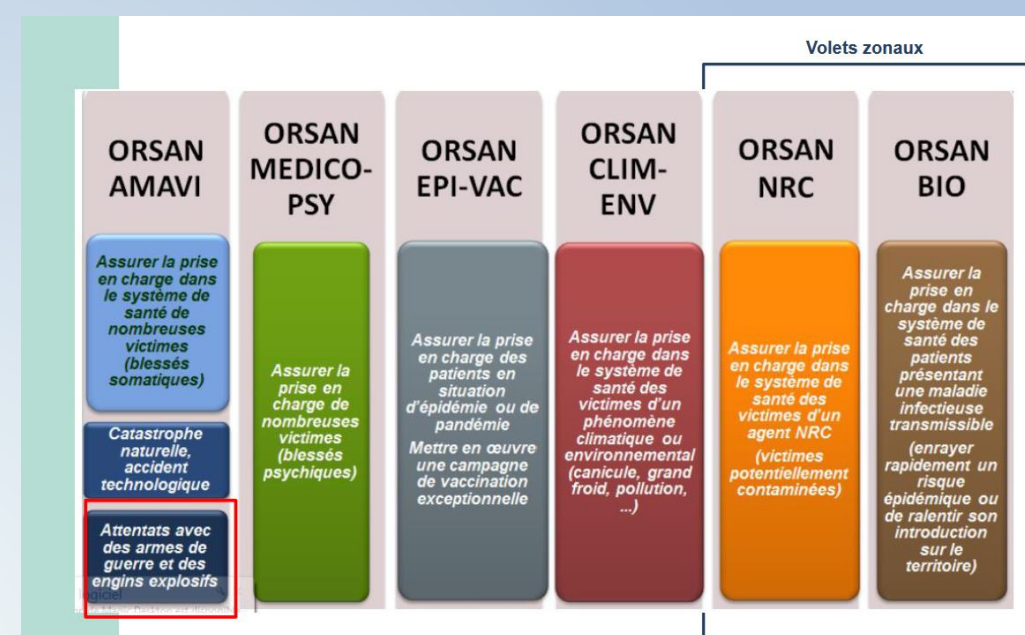 Volets zonaux
ORSAN
AMAVI
Assurer la prise
en charge dans
le système de
santé de
nombreuses
victimes
(blessés
somatiques)
Catastrophe
naturelle,
accident
technologique
Attentats avec
des armes de
guerre et des
engins explosifs
logiciel
ORSAN
MEDICO-
PSY
Assurer la
prise en
charge de
nombreuses
victimes
(blessés
psychiques)
ORSAN
EPI-VAC
Assurer la prise
en charge des
patients en
situation
d'épidémie ou de
pandémie
Mettre en œuvre
une campagne
de vaccination
exceptionnelle
ORSAN
CLIM-
ENV
Assurer la prise
en charge dans
le système de
santé des
victimes d'un
phénomène
climatique ou
environnemental
(canicule, grand
froid, pollution,
...)
ORSAN
NRC
Assurer la prise
en charge dans
le système de
santé des
victimes d'un
agent NRC
(victimes
potentiellement
contaminées)
ORSAN
BIO
Assurer la
prise en
charge dans le
système de
santé des
patients
présentant
une maladie
infectieuse
transmissible
(enrayer
rapidement un
risque
épidémique ou
de ralentir son
introduction
sur le
territoire)